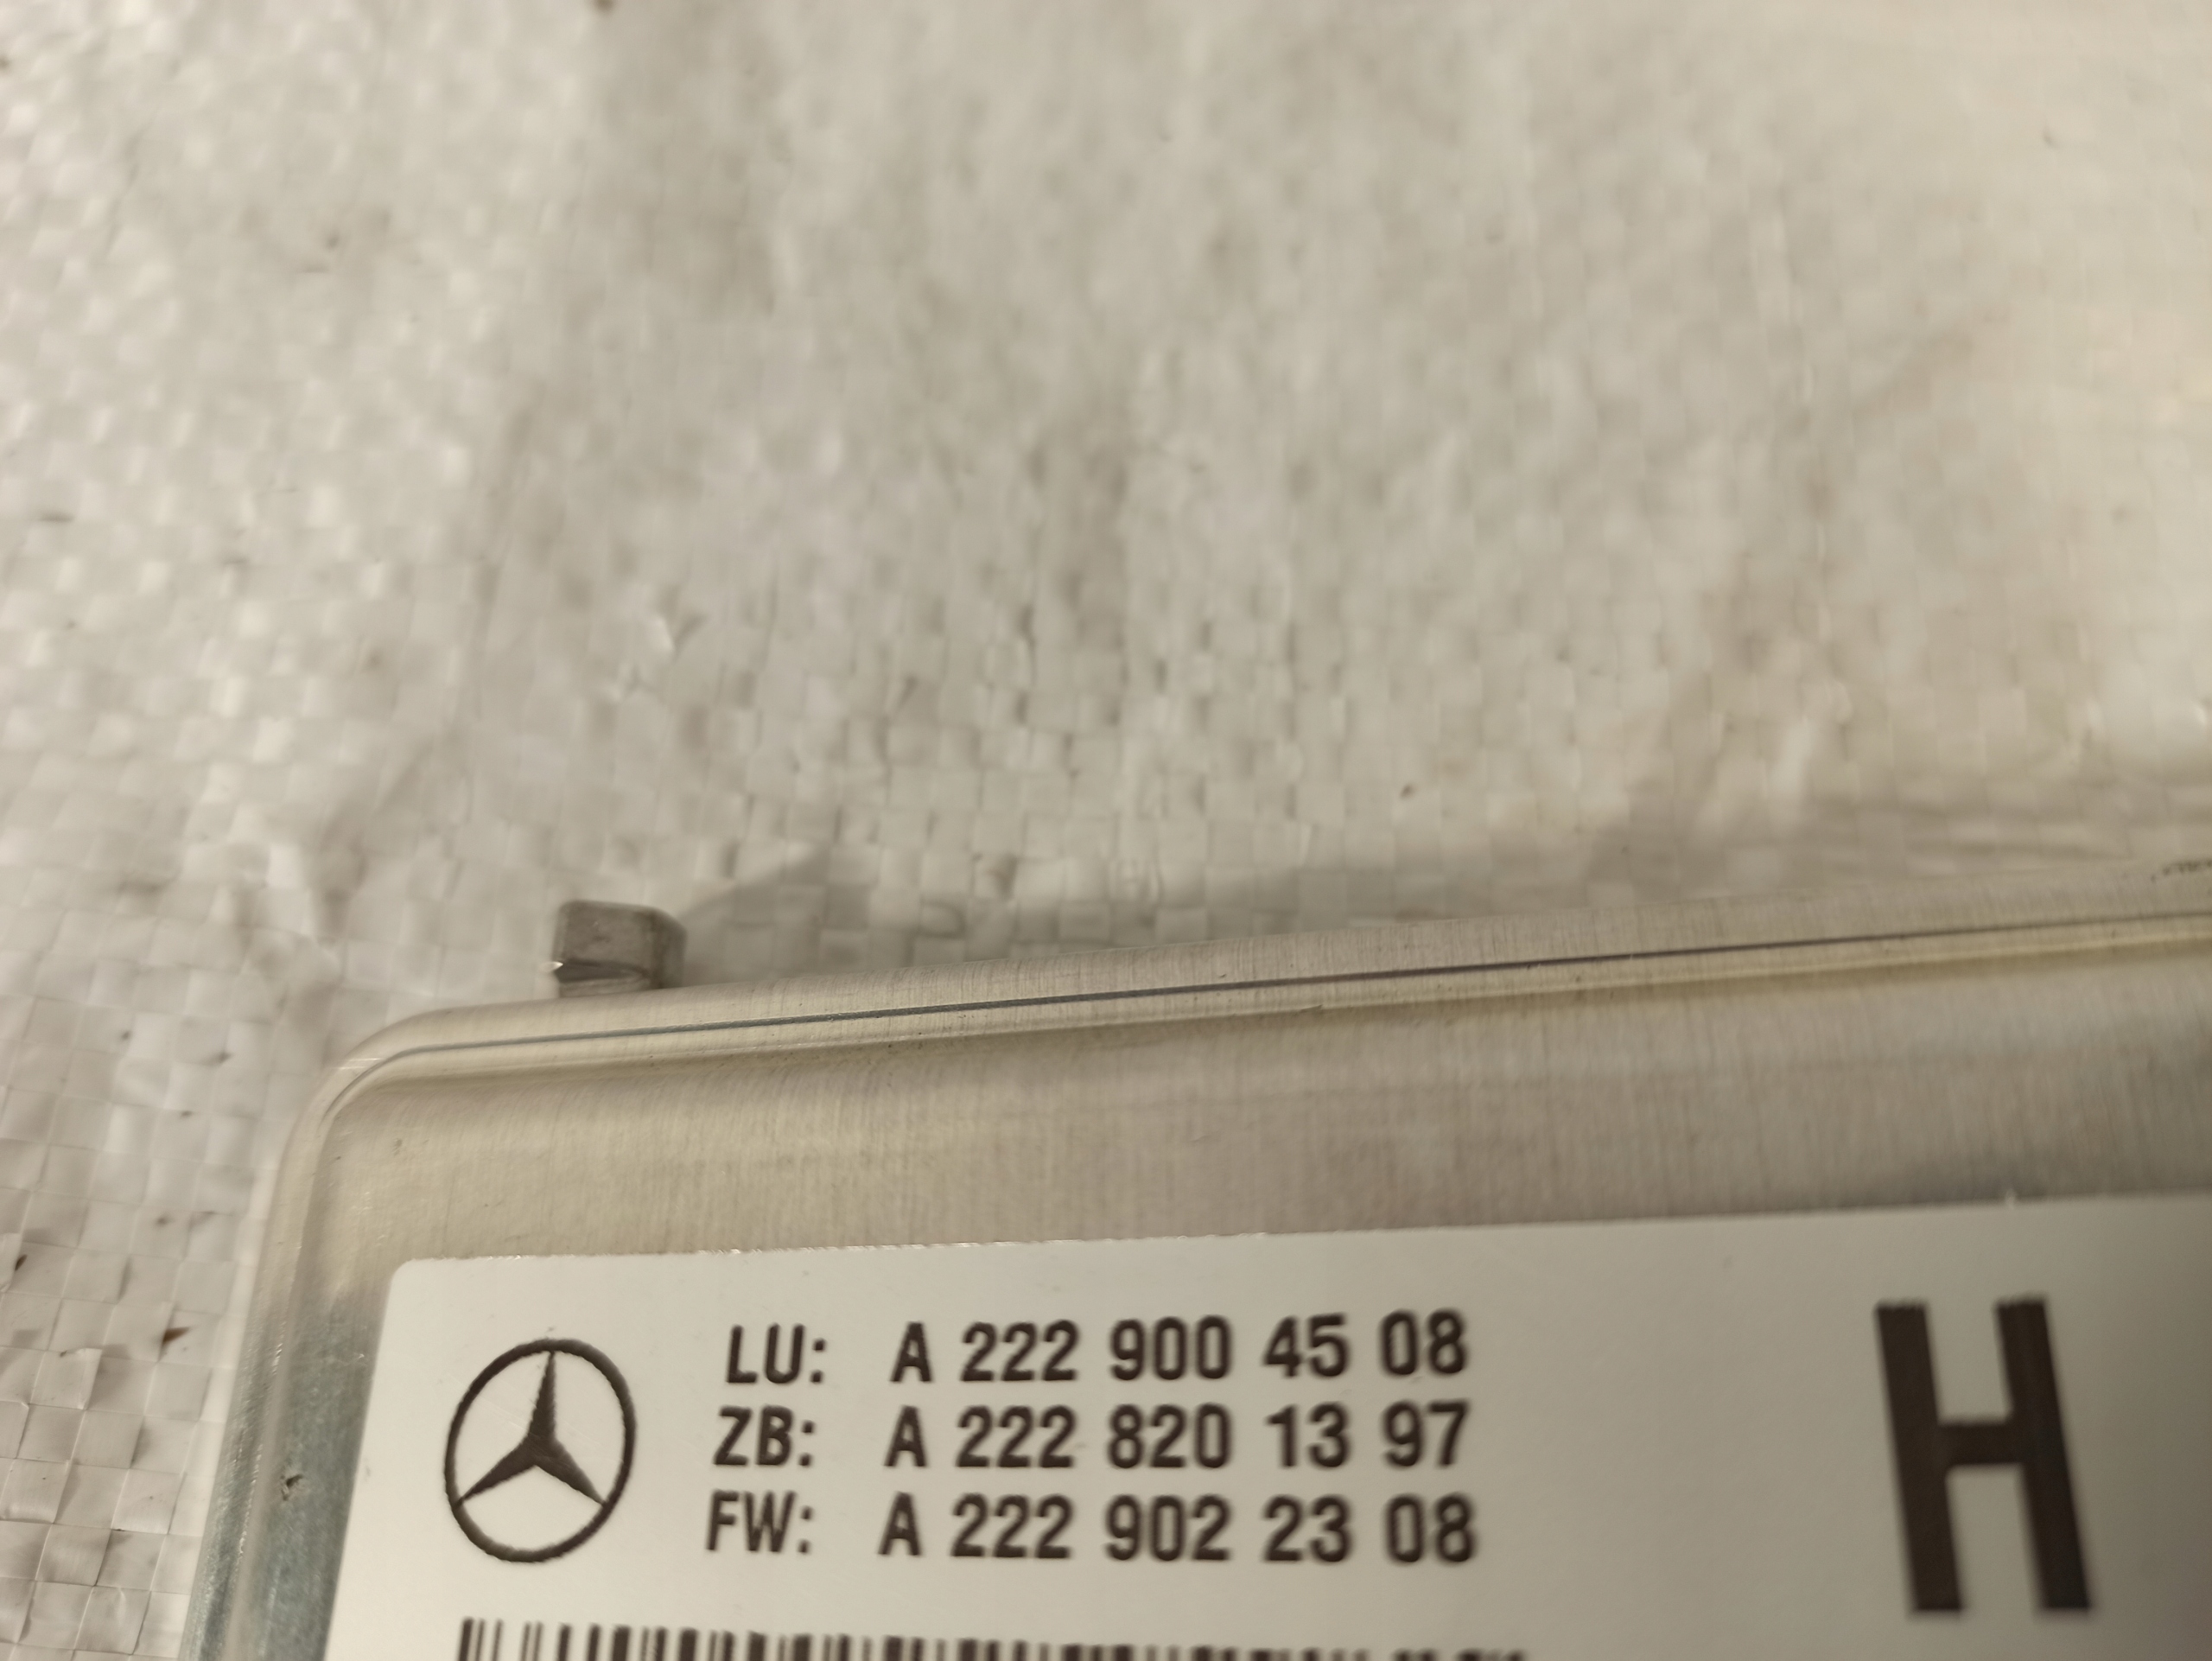 LU: A 222 900 45 08
ZB: A 222 820 13 97
FW: A 222 902 23 08
H